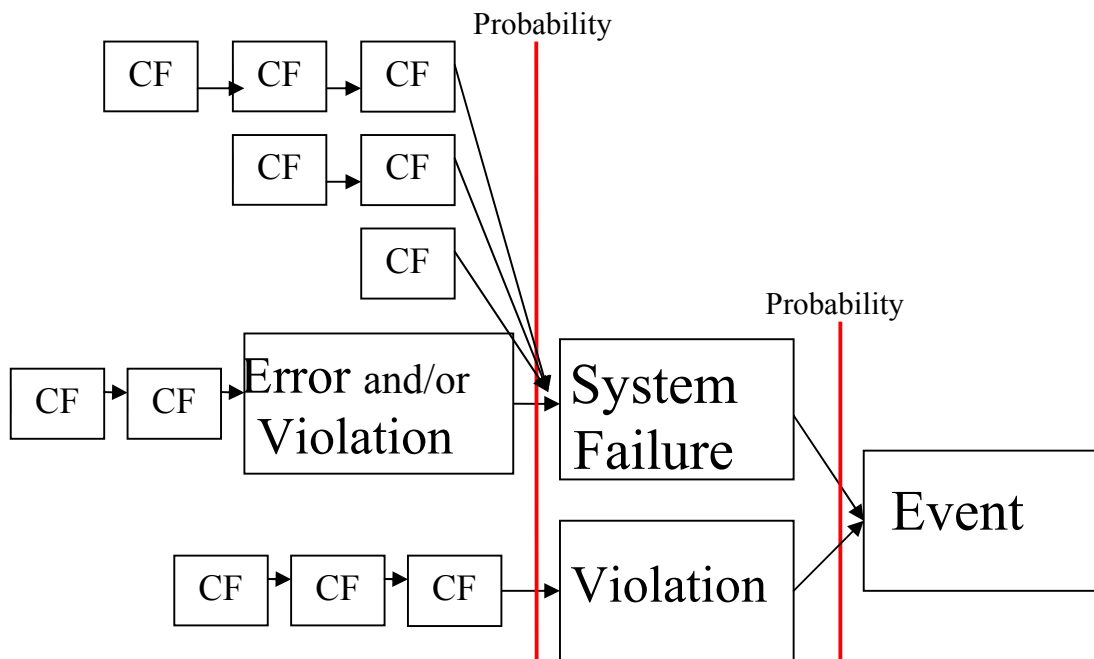 Probability
CF CF CF
CF CF
CF
Probability
Error and/or
Violation
System
Failure
CF CF
Event
CF CF CF
Violation